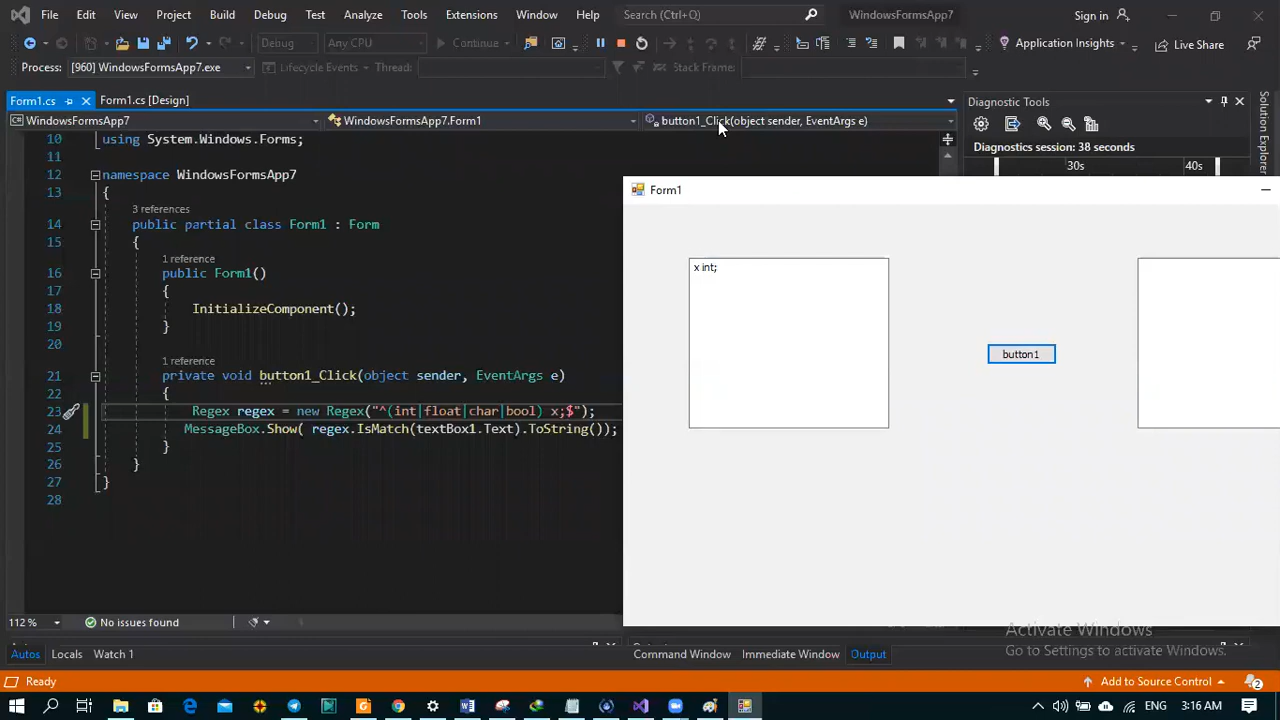 File Edit View Project Build Debug Test Analyze Tools Extensions Window Help Search (Ctrl+Q) WindowsFormsApp7 Sign in
Debug Any CPU Continue Application Insights Live Share
Process: [960] WindowsFormsApp7.exe Lifecycle Events Thread: Stack Frame:
Form1.cs Form1.cs [Design] Diagnostic Tools
WindowsFormsApp7 WindowsFormsApp7.Form1 button1_Click(object sender, EventArgs e)
Solution Explorer
10 using System.Windows.Forms;
Diagnostics session: 38 seconds
11
30s 40s
12 namespace WindowsFormsApp7
13 {
3 references
14 public partial class Form1 : Form
15 {
1 reference
16 public Form1()
17 {
18 InitializeComponent();
19 }
20
1 reference
21 private void button1_Click(object sender, EventArgs e)
22 {
23 Regex regex = new Regex("^(int|float|char|bool) x;$");
24 MessageBox.Show( regex.IsMatch(textBox1.Text).ToString());
25 }
26 }
27 }
28
Form1
x int;
button1
112 % No issues found
Activate Windows
Go to Settings to activate Windows.
Autos Locals Watch 1 Command Window Immediate Window Output
Ready Add to Source Control 2
3:16 AM